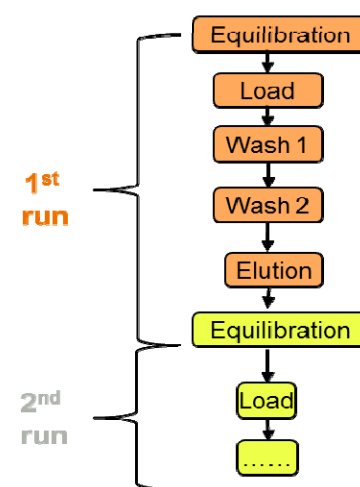 Equilibration
Load
Wash 1
Wash 2
Elution
Equilibration
Load
......
1st
run
2nd
run